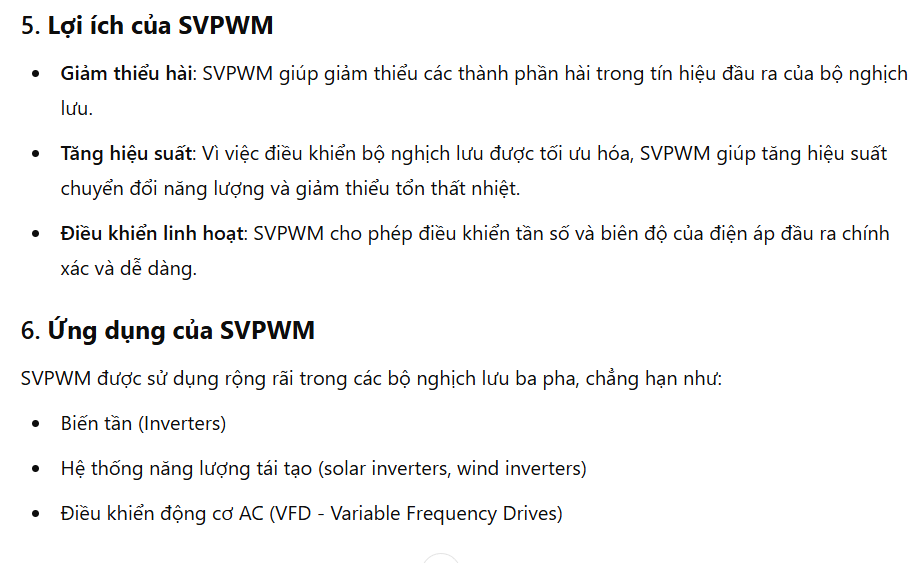 5. Lợi ích của SVPWM
• Giảm thiểu hài: SVPWM giúp giảm thiểu các thành phần hài trong tín hiệu đầu ra của bộ nghịch
lưu.
• Tăng hiệu suất: Vì việc điều khiển bộ nghịch lưu được tối ưu hóa, SVPWM giúp tăng hiệu suất
chuyển đổi năng lượng và giảm thiểu tổn thất nhiệt.
• Điều khiển linh hoạt: SVPWM cho phép điều khiển tần số và biên độ của điện áp đầu ra chính
xác và dễ dàng.
6. Ứng dụng của SVPWM
SVPWM được sử dụng rộng rãi trong các bộ nghịch lưu ba pha, chẳng hạn như:
• Biến tần (Inverters)
• Hệ thống năng lượng tái tạo (solar inverters, wind inverters)
• Điều khiển động cơ AC (VFD - Variable Frequency Drives)